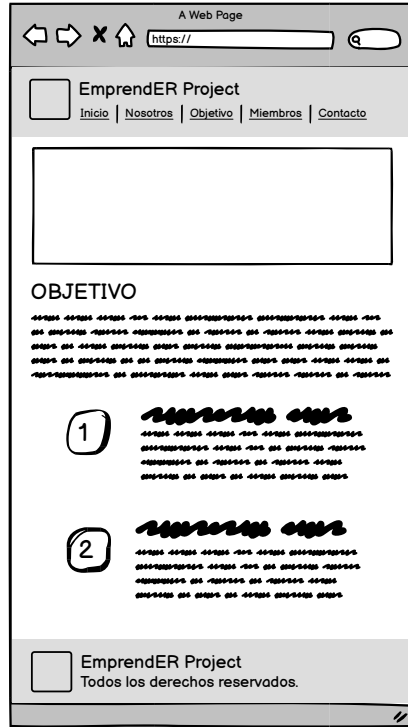 A Web Page
https://
EmprendER Project
Inicio | Nosotros | Objetivo | Miembros | Contacto
OBJETIVO
1
2
EmprendER Project
Todos los derechos reservados.